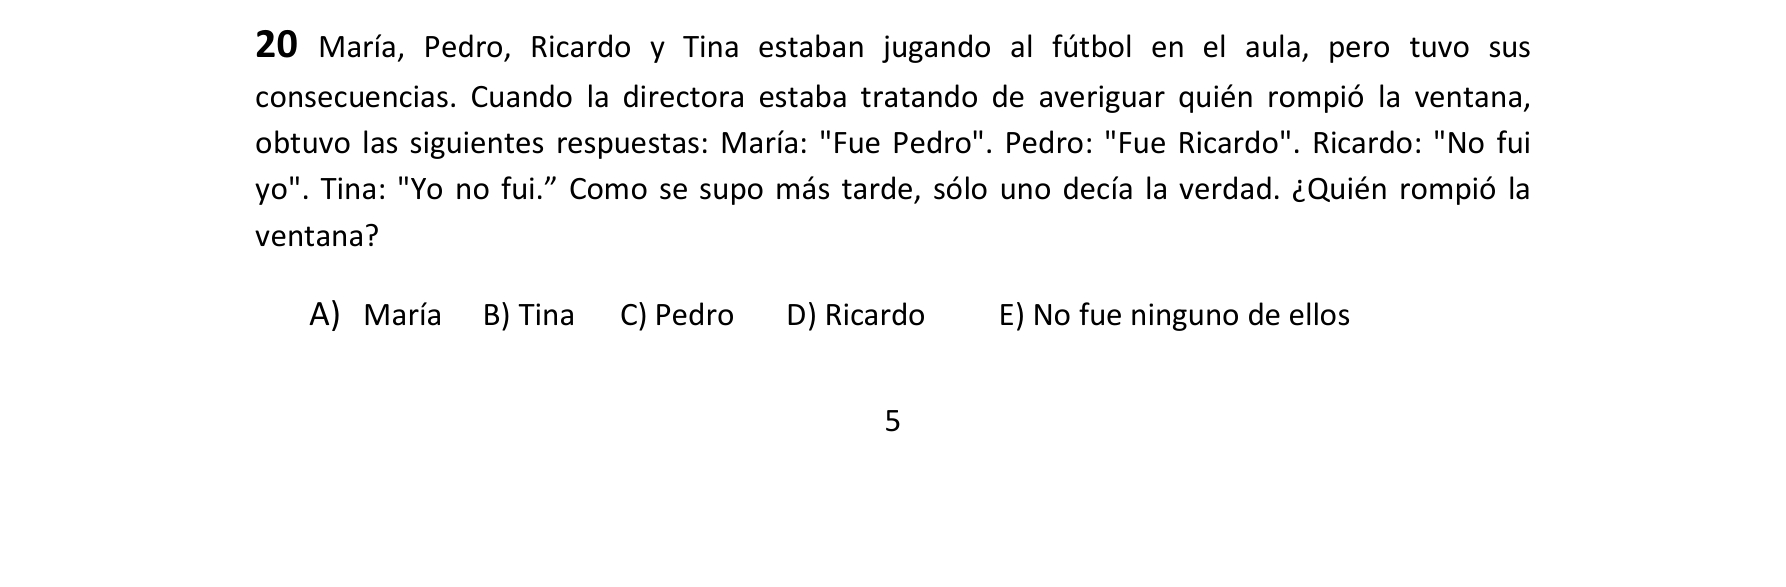 20 María, Pedro, Ricardo y Tina estaban jugando al fútbol en el aula, pero tuvo sus
consecuencias. Cuando la directora estaba tratando de averiguar quién rompió la ventana,
obtuvo las siguientes respuestas: María: "Fue Pedro". Pedro: "Fue Ricardo". Ricardo: "No fui
yo". Tina: "Yo no fui.” Como se supo más tarde, sólo uno decía la verdad. ¿Quién rompió la
ventana?
A) María B) Tina C) Pedro D) Ricardo E) No fue ninguno de ellos
5